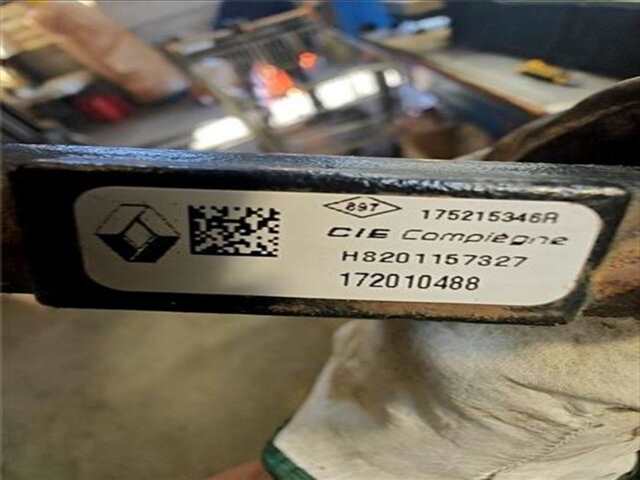 897 175215346R
CIE Compiègne
H8201157327
172010488